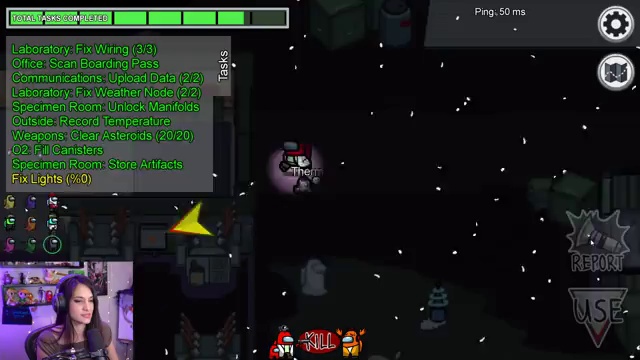 TOTAL TASKS COMPLETED
Ping: 50 ms
Tasks
Laboratory: Fix Wiring (3/3)
Office: Scan Boarding Pass
Communications: Upload Data (2/2)
Laboratory: Fix Weather Node (2/2)
Specimen Room: Unlock Manifolds
Outside: Record Temperature
Weapons: Clear Asteroids (20/20)
O2: Fill Canisters
Specimen Room: Store Artifacts
Fix Lights (%0)
Therm
REPORT
USE
KILL